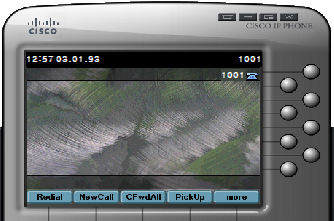 CISCO
CISCO IP PHONE
12:57 03.01.93 1001
1001
Redial NewCall CFwdAll PickUp more